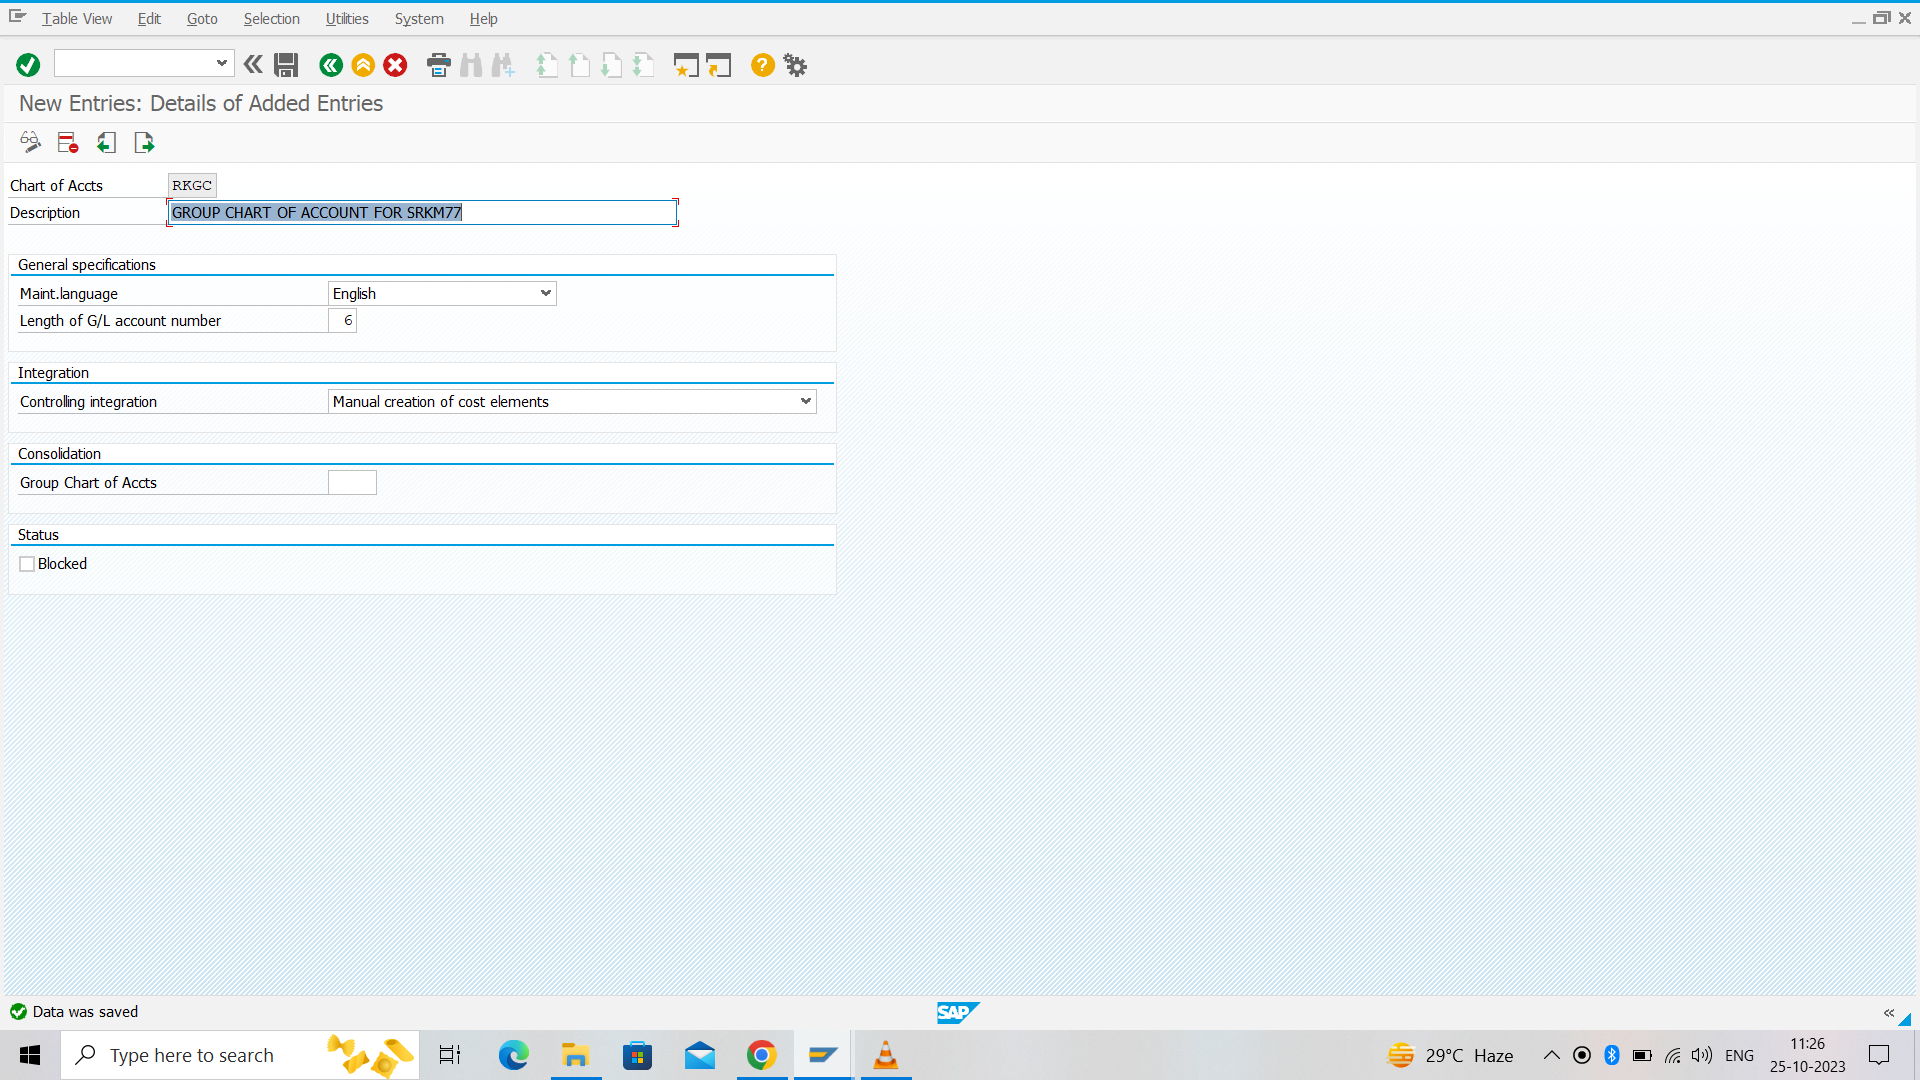 Table View Edit Goto Selection Utilities System Help
New Entries: Details of Added Entries
Chart of Accts RKGC
Description GROUP CHART OF ACCOUNT FOR SRKM77
General specifications
Maint.language English
Length of G/L account number 6
Integration
Controlling integration Manual creation of cost elements
Consolidation
Group Chart of Accts
Status
Blocked
Data was saved
SAP
Type here to search
29°C Haze
ENG
11:26
25-10-2023